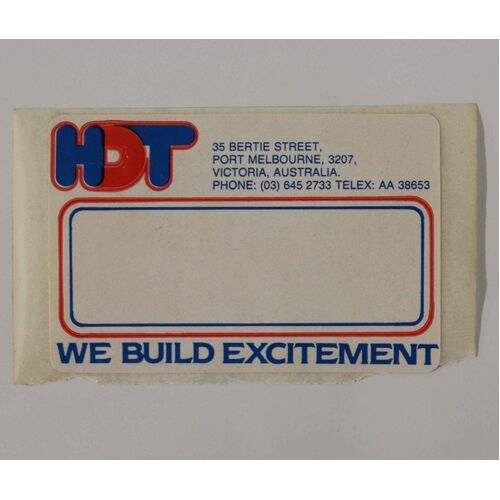 HDT
35 BERTIE STREET,
PORT MELBOURNE, 3207,
VICTORIA, AUSTRALIA.
PHONE: (03) 645 2733 TELEX: AA 38653
WE BUILD EXCITEMENT